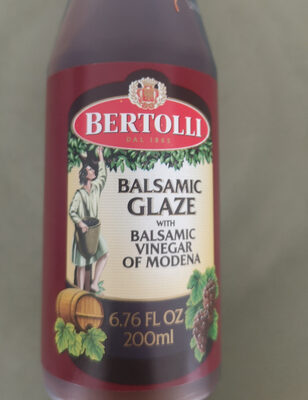 BERTOLLI
DAL 1865
BALSAMIC
GLAZE
WITH
BALSAMIC
VINEGAR
OF MODENA
6.76 FL OZ
200ml